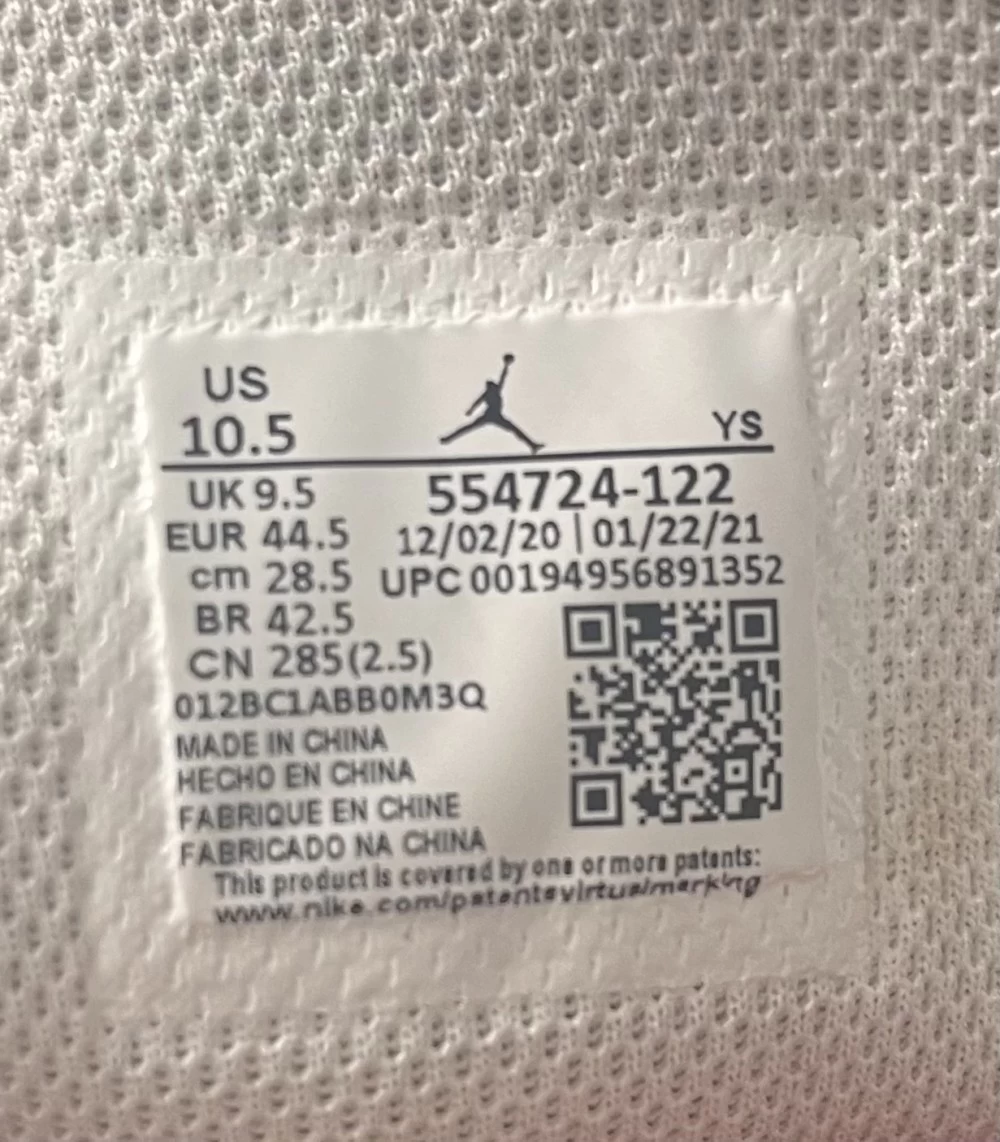 US
10.5
YS
UK 9.5
554724-122
EUR 44.5
12/02/20 | 01/22/21
cm 28.5
UPC 00194956891352
BR 42.5
CN 285(2.5)
012BC1ABB0M3Q
MADE IN CHINA
HECHO EN CHINA
FABRIQUE EN CHINE
FABRICADO NA CHINA
This product is covered by one or more patents:
www.nike.com/patentsvirtualmarking